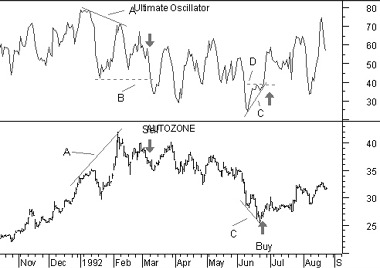 Ultimate Oscillator
A
80
70
60
50
40
30
B
D
C
Sell
AUTOZONE
A
40
35
30
25
C
Buy
Nov Dec 1992 Feb Mar Apr May Jun Jul Aug S